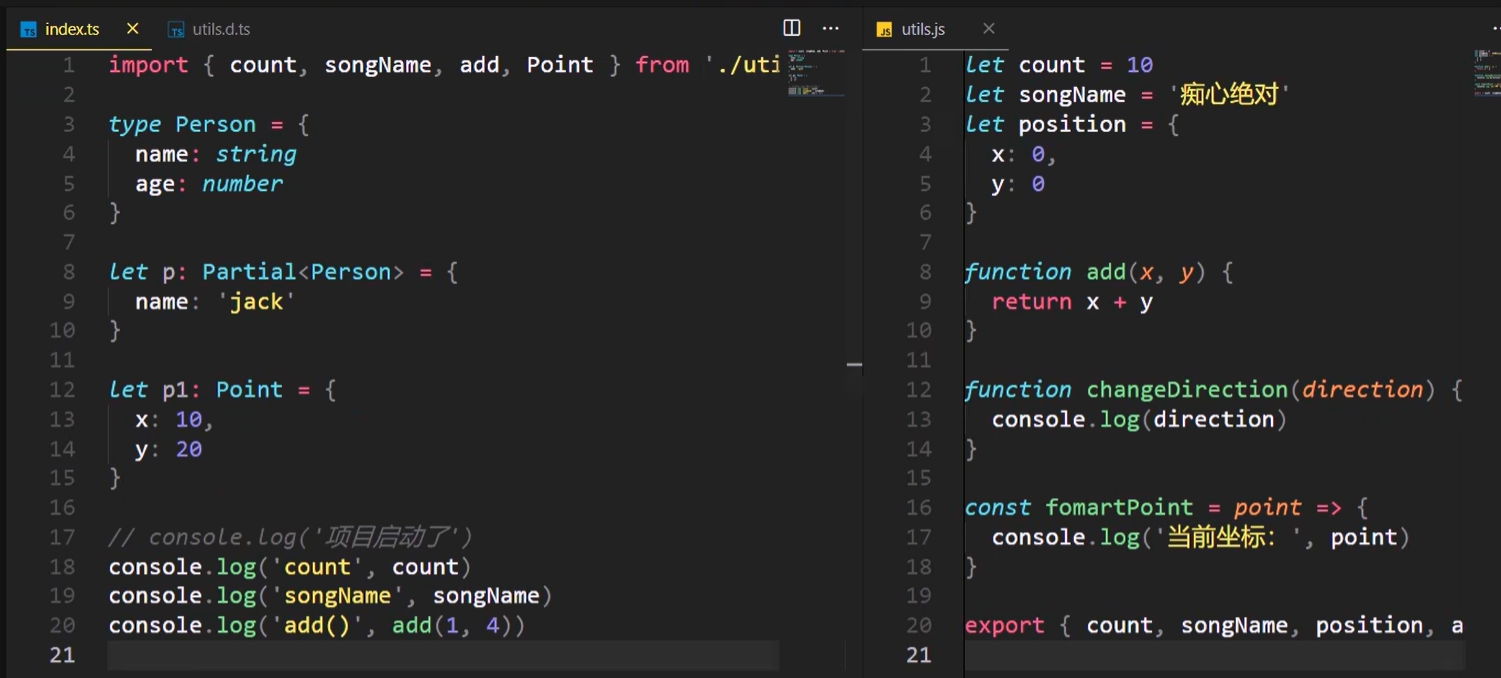 TS index.ts × TS utils.d.ts
1 import { count, songName, add, Point } from './uti
2
3 type Person = {
4   name: string
5   age: number
6 }
7
8 let p: Partial<Person> = {
9   name: 'jack'
10 }
11
12 let p1: Point = {
13   x: 10,
14   y: 20
15 }
16
17 // console.log('项目启动了')
18 console.log('count', count)
19 console.log('songName', songName)
20 console.log('add()', add(1, 4))
21
JS utils.js ×
1 let count = 10
2 let songName = '痴心绝对'
3 let position = {
4   x: 0,
5   y: 0
6 }
7
8 function add(x, y) {
9   return x + y
10 }
11
12 function changeDirection(direction) {
13   console.log(direction)
14 }
15
16 const fomartPoint = point => {
17   console.log('当前坐标: ', point)
18 }
19
20 export { count, songName, position, a
21